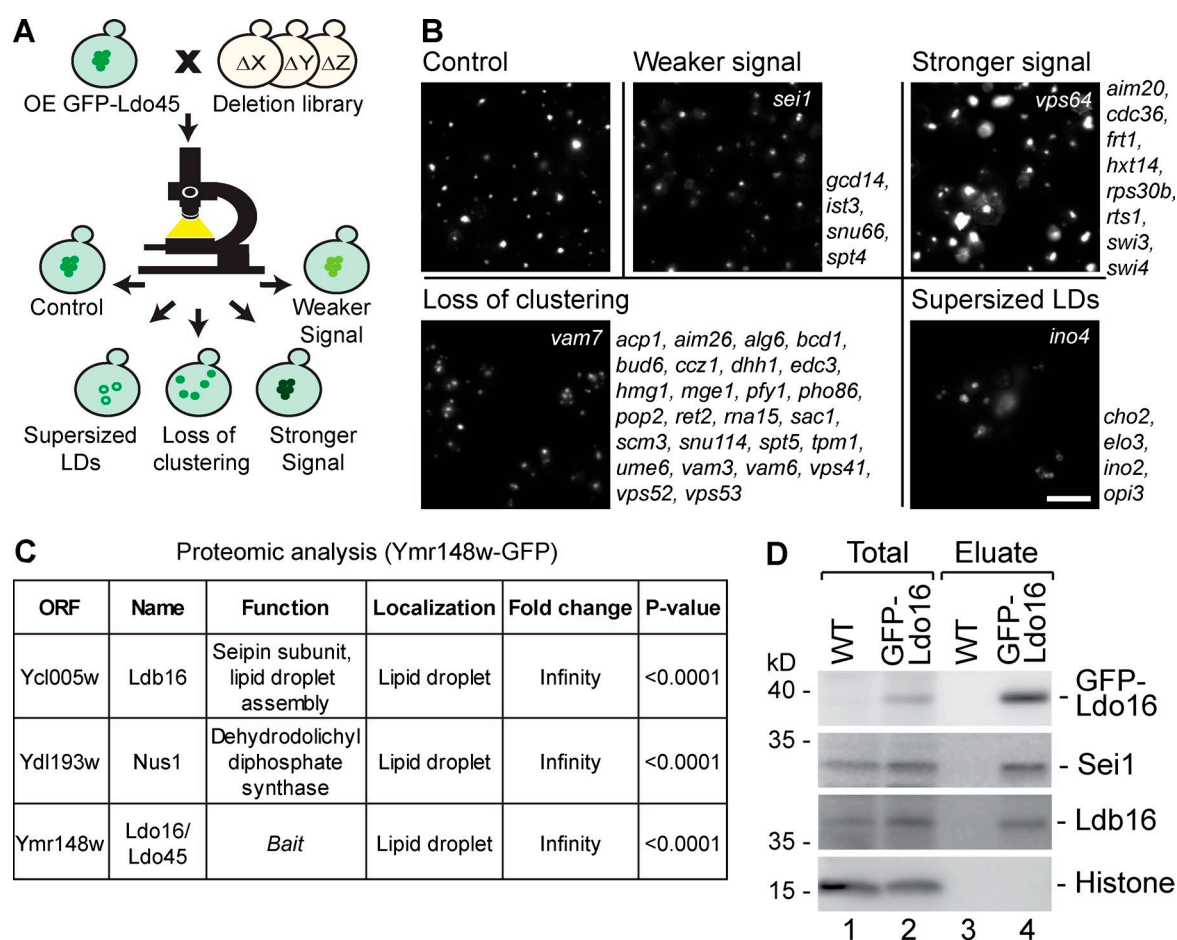 A
OE GFP-Ldo45
X
ΔX ΔY ΔZ
Deletion library
Control
Weaker
Signal
Supersized
LDs
Loss of
clustering
Stronger
Signal
B
Control
Weaker signal
sei1
gcd14,
ist3,
snu66,
spt4
Stronger signal
vps64
aim20,
cdc36,
frt1,
hxt14,
rps30b,
rts1,
swi3,
swi4
Loss of clustering
vam7
acp1, aim26, alg6, bcd1,
bud6, ccz1, dhh1, edc3,
hmg1, mge1, pfy1, pho86,
pop2, ret2, rna15, sac1,
scm3, snu114, spt5, tpm1,
ume6, vam3, vam6, vps41,
vps52, vps53
Supersized LDs
ino4
cho2,
elo3,
ino2,
opi3
C
Proteomic analysis (Ymr148w-GFP)
ORF Name Function Localization Fold change P-value
Ycl005w Ldb16 Seipin subunit, lipid droplet assembly Lipid droplet Infinity <0.0001
Ydl193w Nus1 Dehydrodolichyl diphosphate synthase Lipid droplet Infinity <0.0001
Ymr148w Ldo16/ Ldo45 Bait Lipid droplet Infinity <0.0001
D
Total Eluate
WT
GFP-
Ldo16
WT
GFP-
Ldo16
kD
40 -
- GFP-
Ldo16
35 -
- Sei1
- Ldb16
35 -
- Histone
15 -
1 2 3 4